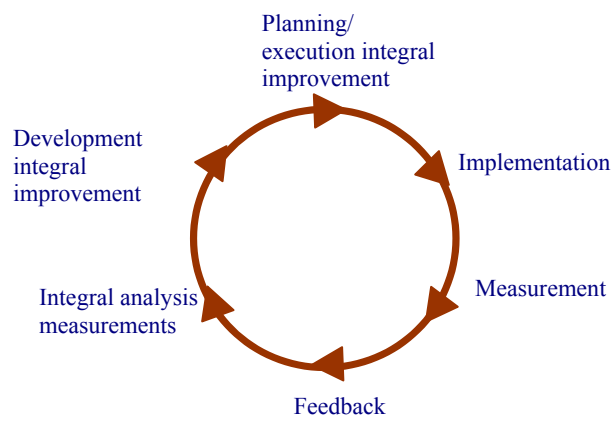 Planning/
execution integral
improvement
Implementation
Measurement
Feedback
Integral analysis
measurements
Development
integral
improvement